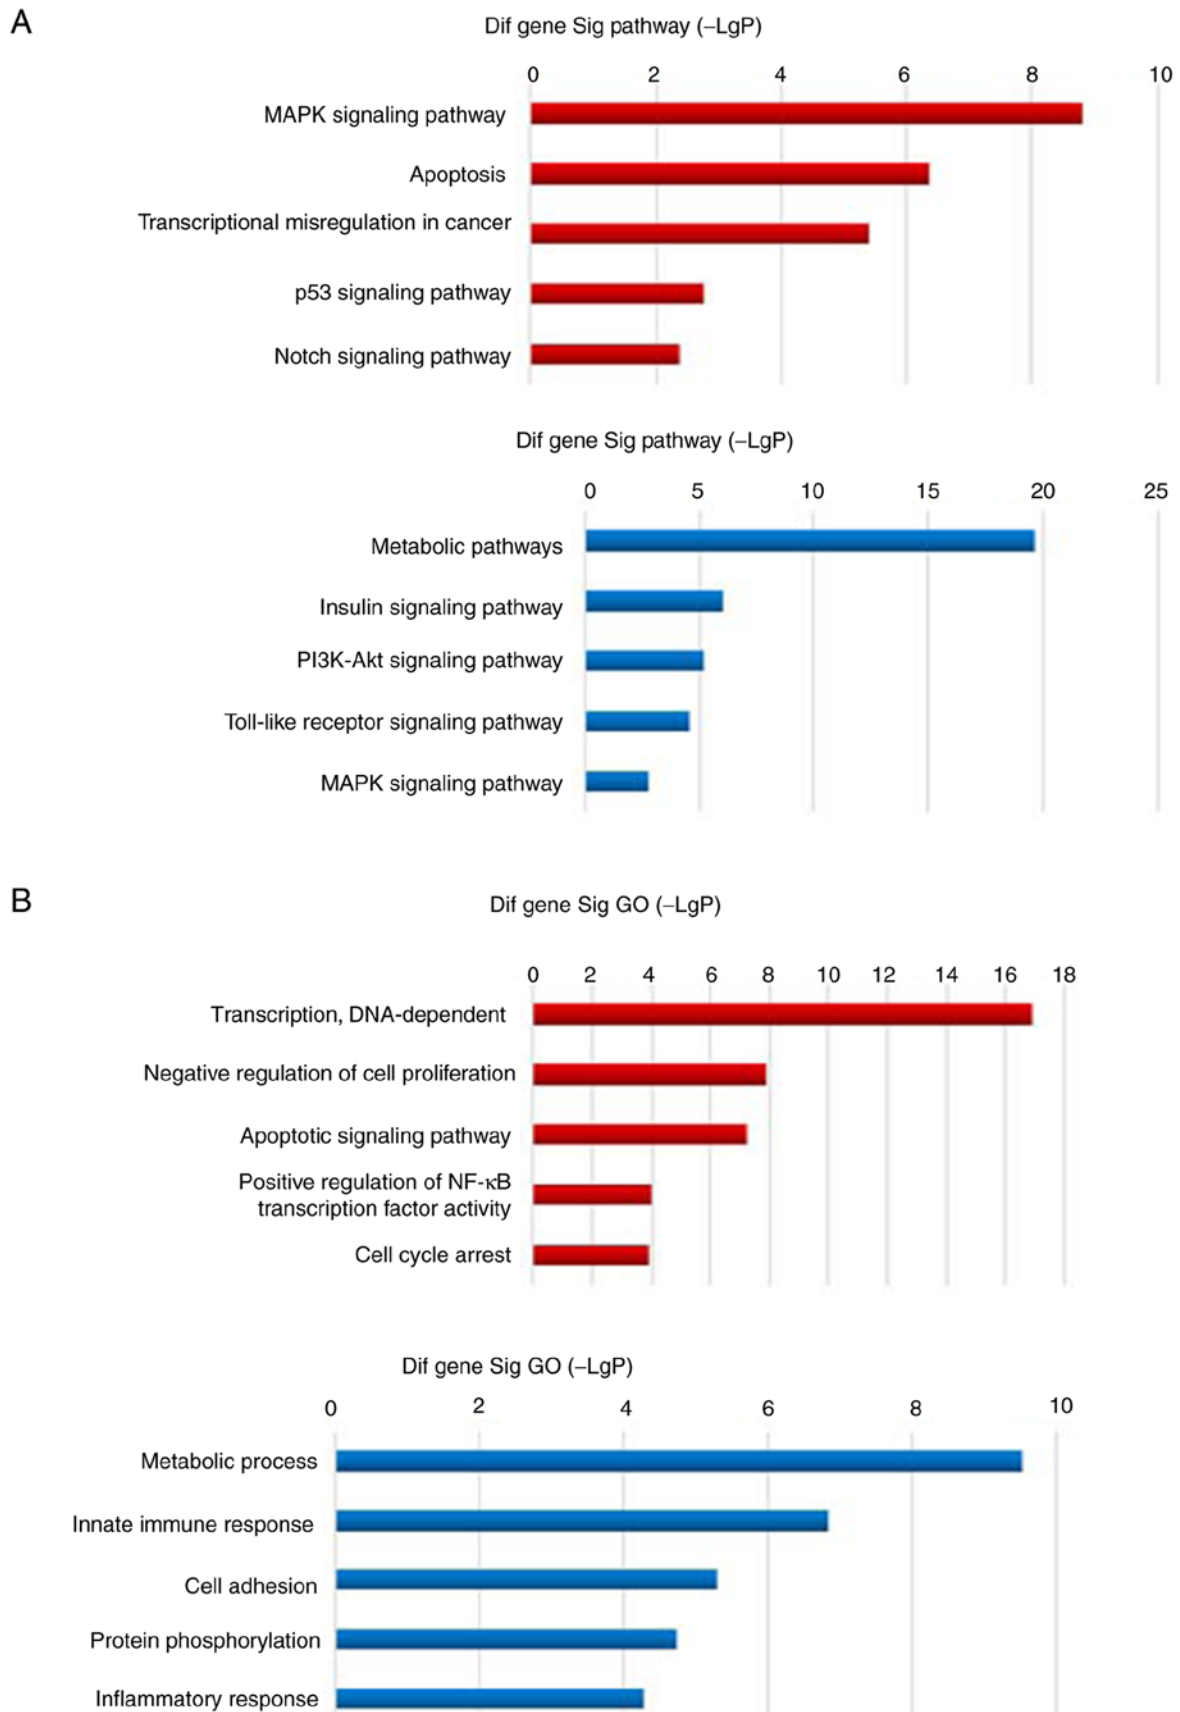 A
Dif gene Sig pathway (−LgP)
0 2 4 6 8 10
MAPK signaling pathway
Apoptosis
Transcriptional misregulation in cancer
p53 signaling pathway
Notch signaling pathway
Dif gene Sig pathway (−LgP)
0 5 10 15 20 25
Metabolic pathways
Insulin signaling pathway
PI3K-Akt signaling pathway
Toll-like receptor signaling pathway
MAPK signaling pathway
B
Dif gene Sig GO (−LgP)
0 2 4 6 8 10 12 14 16 18
Transcription, DNA-dependent
Negative regulation of cell proliferation
Apoptotic signaling pathway
Positive regulation of NF-κB
transcription factor activity
Cell cycle arrest
Dif gene Sig GO (−LgP)
0 2 4 6 8 10
Metabolic process
Innate immune response
Cell adhesion
Protein phosphorylation
Inflammatory response